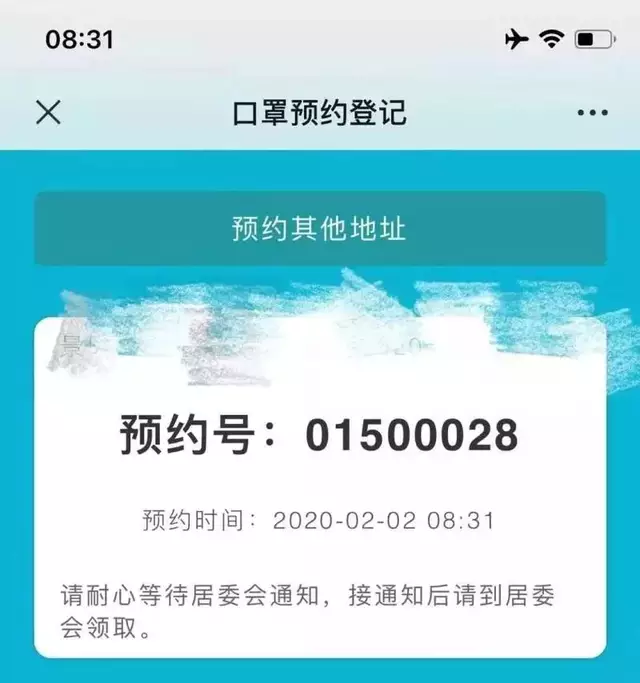 08:31
口罩预约登记
预约其他地址
预约号：01500028
预约时间：2020-02-02 08:31
请耐心等待居委会通知，接通知后请到居委
会领取。